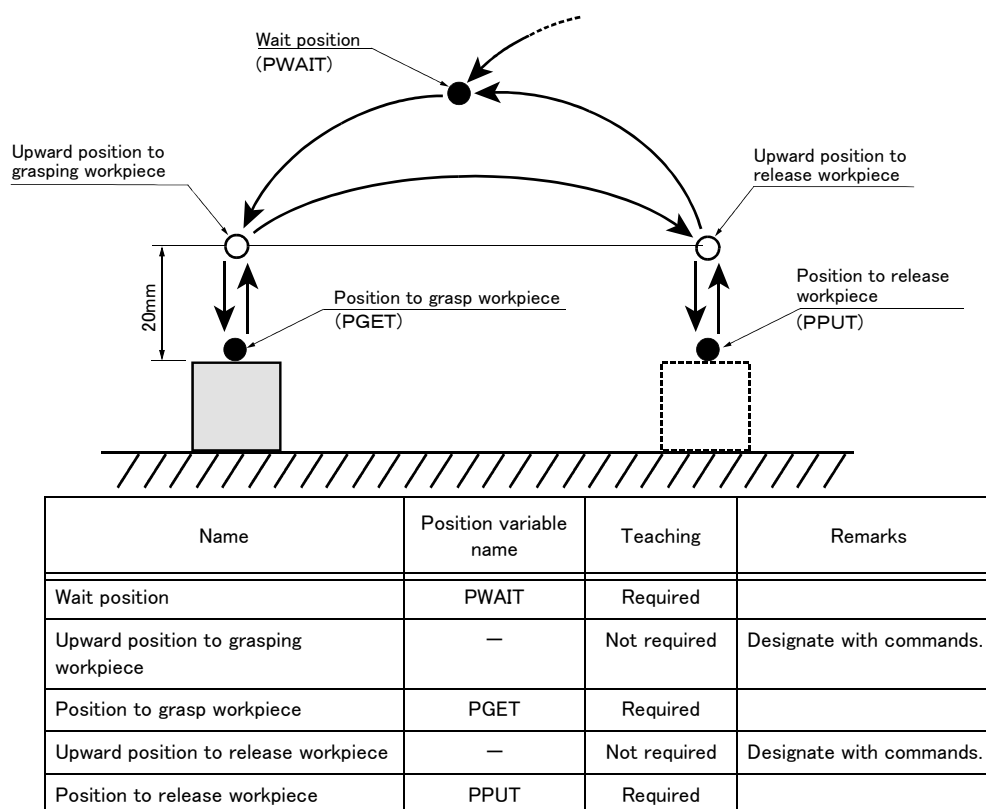 Wait position
(PWAIT)
Upward position to
grasping workpiece
Upward position to
release workpiece
20mm
Position to grasp workpiece
(PGET)
Position to release
workpiece
(PPUT)
Name
Position variable
name
Teaching
Remarks
Wait position
PWAIT
Required
Upward position to grasping
workpiece
－
Not required
Designate with commands.
Position to grasp workpiece
PGET
Required
Upward position to release workpiece
－
Not required
Designate with commands.
Position to release workpiece
PPUT
Required